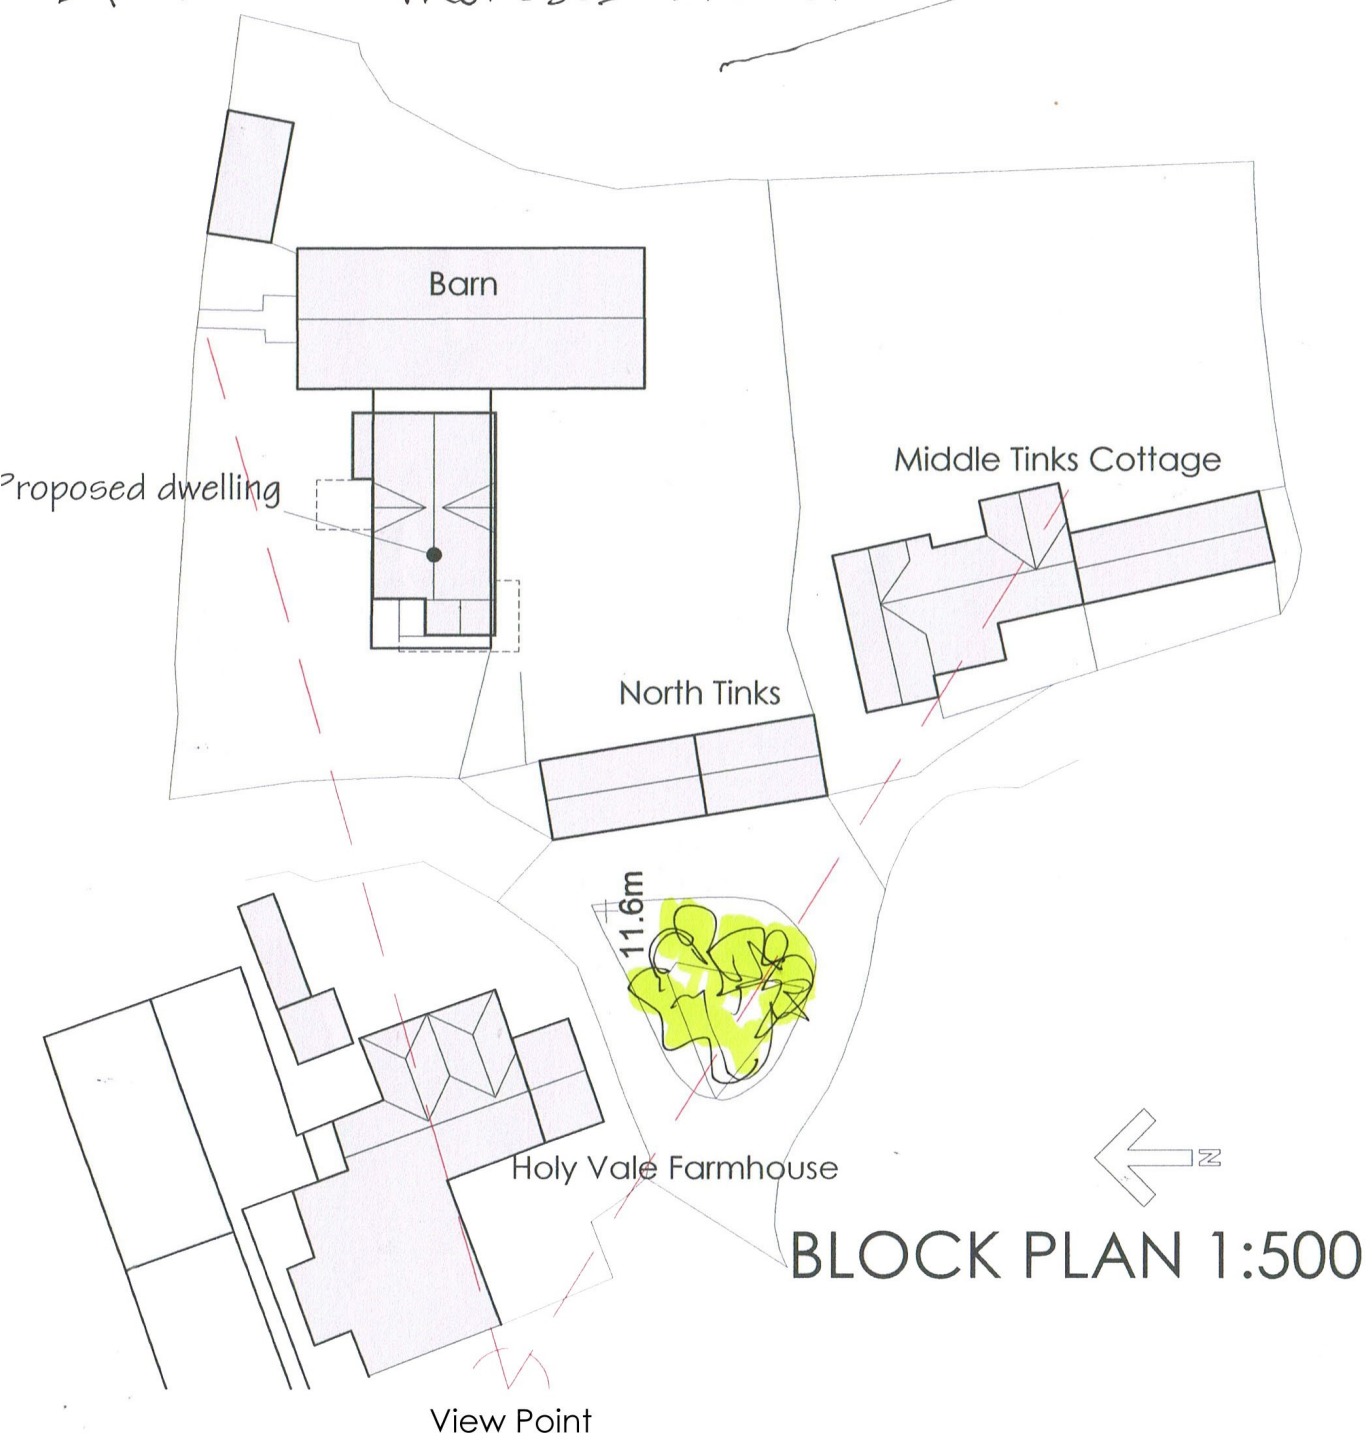 Barn
Proposed dwelling
Middle Tinks Cottage
North Tinks
11.6m
Holy Vale Farmhouse
N
BLOCK PLAN 1:500
View Point